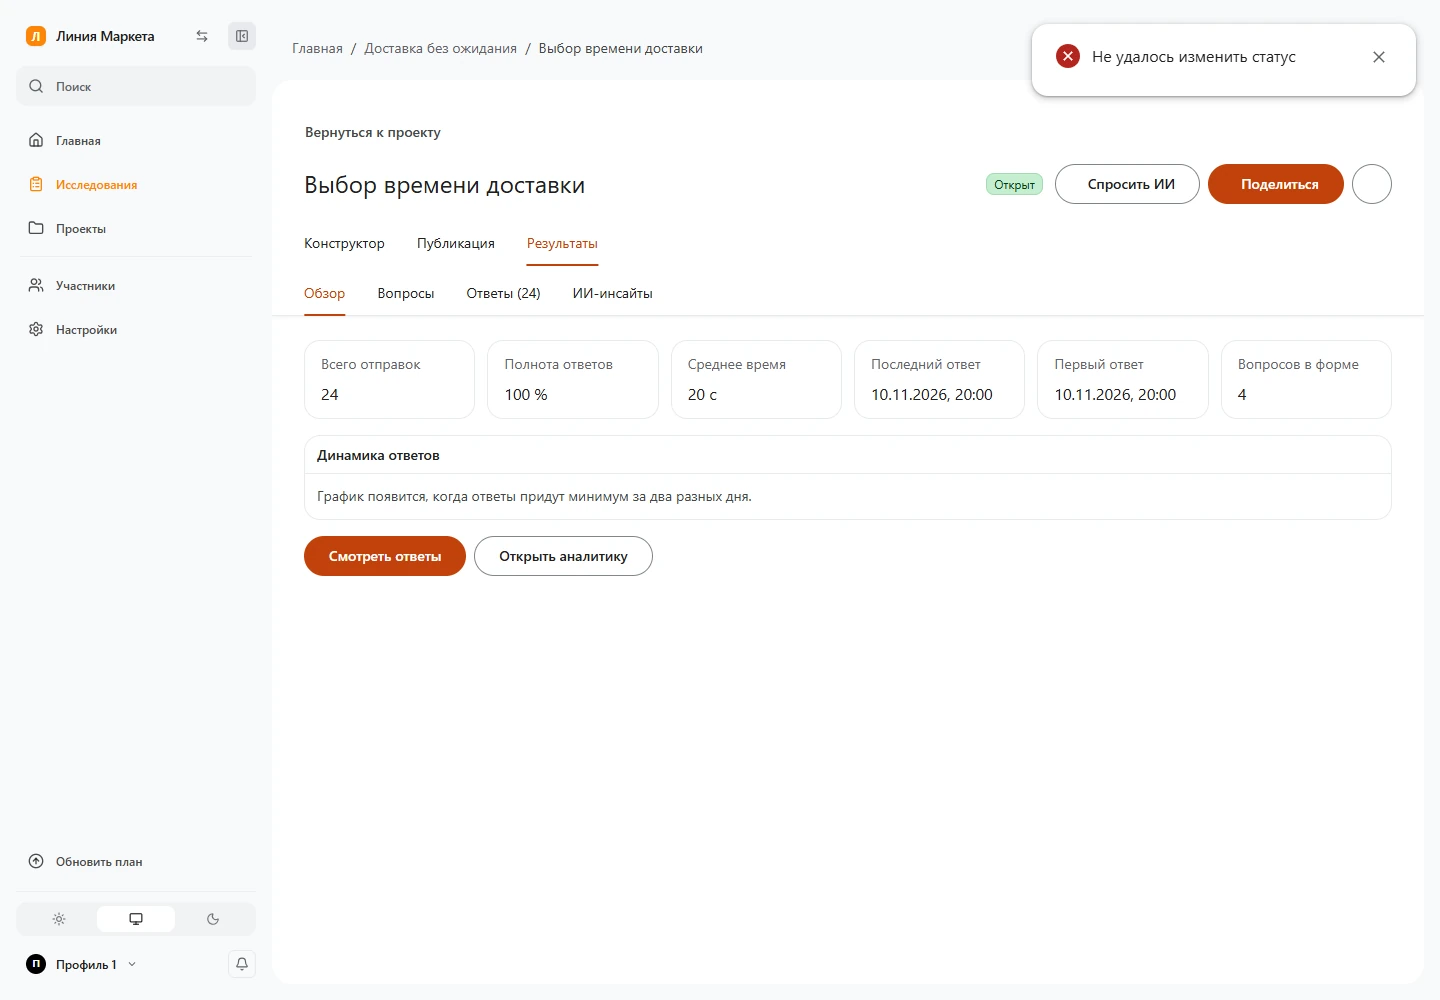 Л Линия Маркета
Поиск
Главная
Исследования
Проекты
Участники
Настройки
Обновить план
П Профиль 1
Главная / Доставка без ожидания / Выбор времени доставки
Не удалось изменить статус
Вернуться к проекту
Выбор времени доставки
Открыт
Спросить ИИ
Поделиться
Конструктор
Публикация
Результаты
Обзор
Вопросы
Ответы (24)
ИИ-инсайты
Всего отправок
24
Полнота ответов
100 %
Среднее время
20 с
Последний ответ
10.11.2026, 20:00
Первый ответ
10.11.2026, 20:00
Вопросов в форме
4
Динамика ответов
График появится, когда ответы придут минимум за два разных дня.
Смотреть ответы
Открыть аналитику